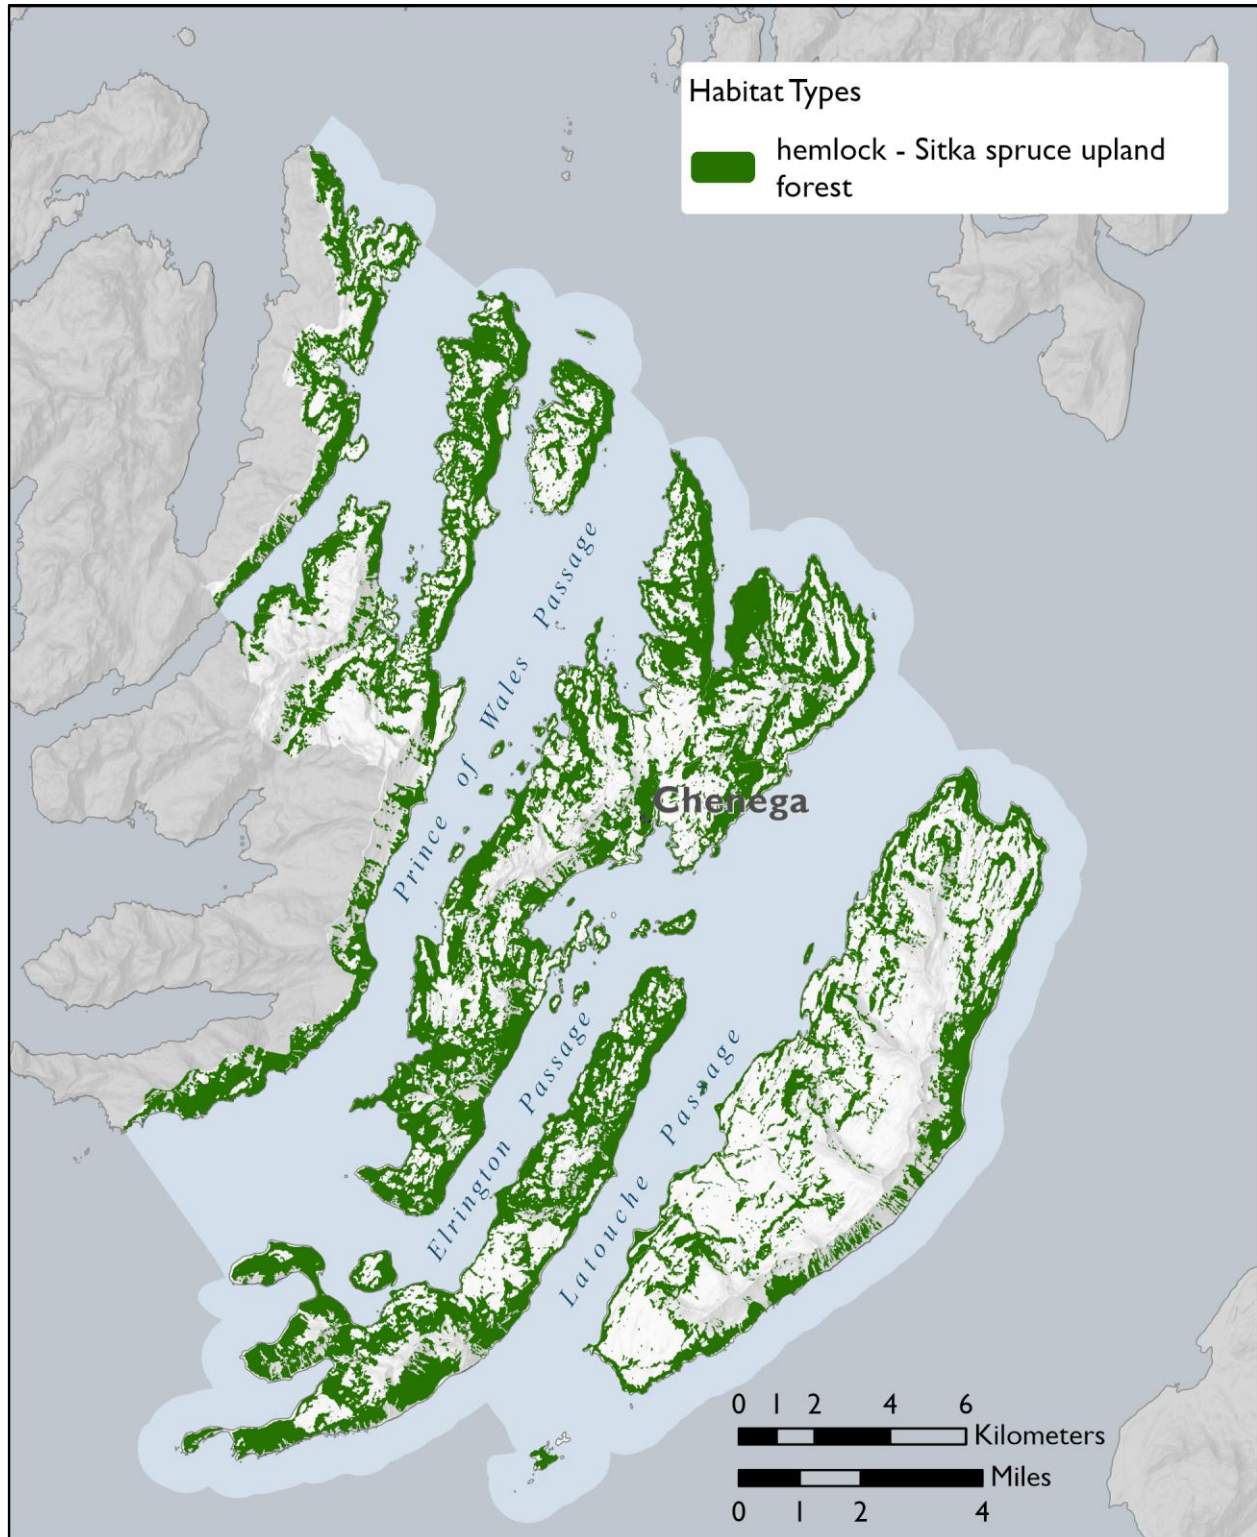 Habitat Types
hemlock - Sitka spruce upland
forest
Prince of Wales Passage
Chenega
Elrington Passage
Latouche Passage
0 1 2 4 6
Kilometers
Miles
0 1 2 4